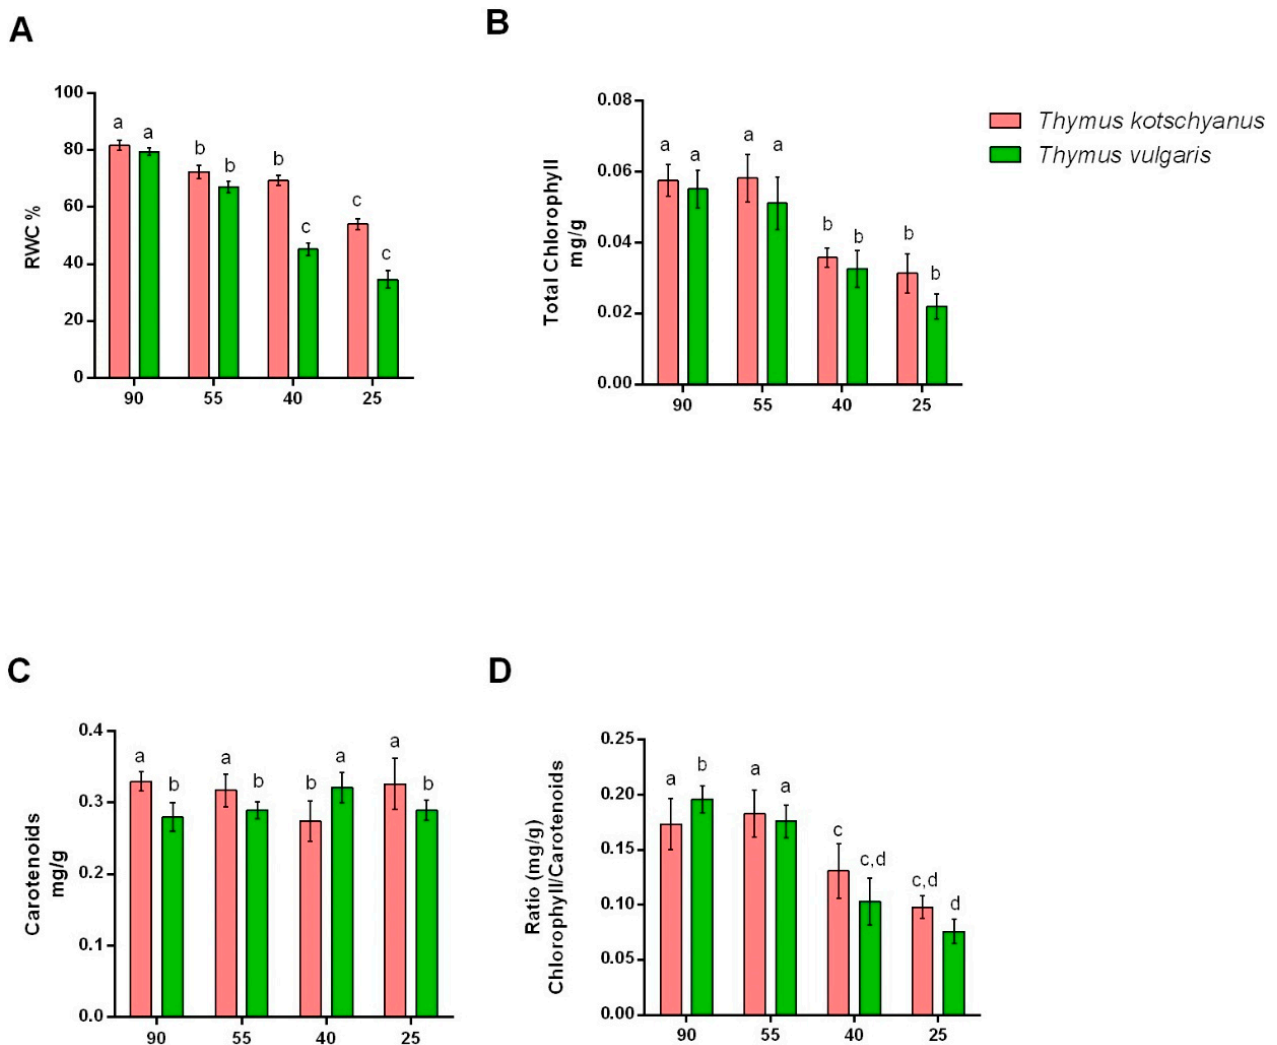 A
100
80
60
40
20
0
RWC %
a a b b b c c c
90 55 40 25
B
0.08
0.06
0.04
0.02
0.00
Total Chlorophyll
mg/g
a a a a b b b b
90 55 40 25
Thymus kotschyanus
Thymus vulgaris
C
0.4
0.3
0.2
0.1
0.0
Carotenoids
mg/g
a b a b b a a b
90 55 40 25
D
0.25
0.20
0.15
0.10
0.05
0.00
Ratio (mg/g)
Chlorophyll/Carotenoids
a b a a c c,d c,d d
90 55 40 25